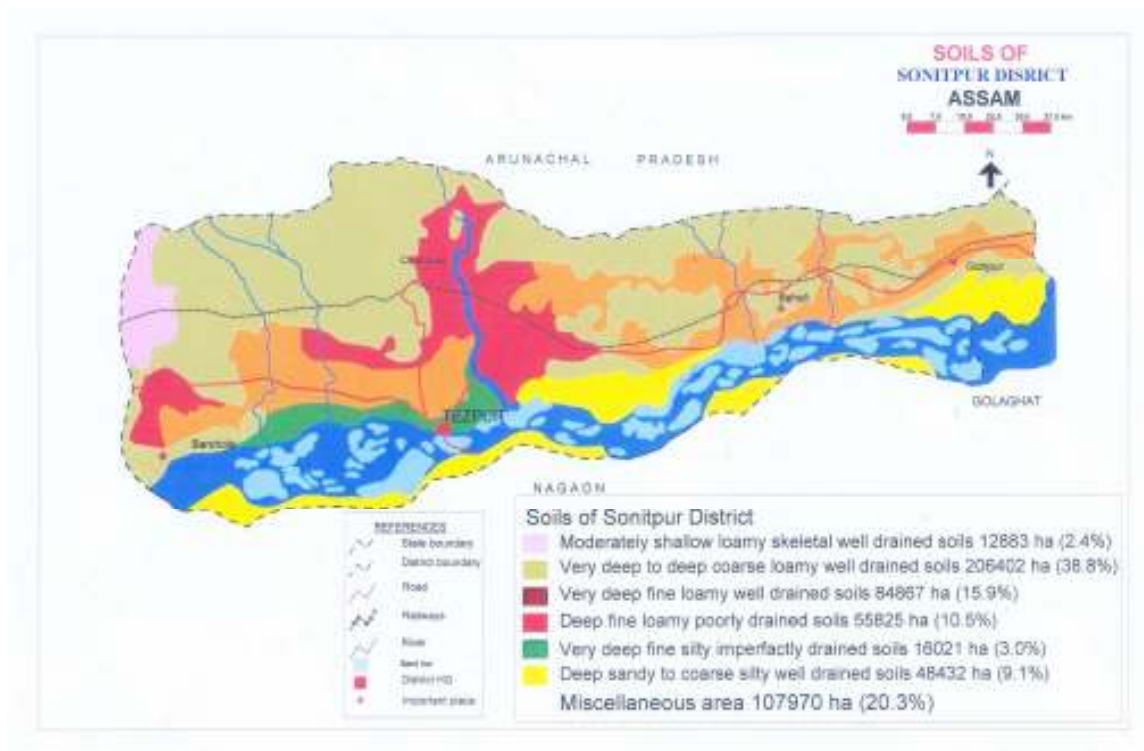 SOILS OF
SONITPUR DISRICT
ASSAM
N
ARUNACHAL PRADESH
Gohpur
TEZPUR
GOLAGHAT
NAGAON
REFERENCES
State boundary
District boundary
Road
Railways
River
Sand bar
District HQ
Important place
Soils of Sonitpur District
Moderately shallow loamy skeletal well drained soils 12883 ha (2.4%)
Very deep to deep coarse loamy well drained soils 206402 ha (38.8%)
Very deep fine loamy well drained soils 84867 ha (15.9%)
Deep fine loamy poorly drained soils 55825 ha (10.5%)
Very deep fine silty imperfactly drained soils 16021 ha (3.0%)
Deep sandy to coarse silty well drained soils 48432 ha (9.1%)
Miscellaneous area 107970 ha (20.3%)